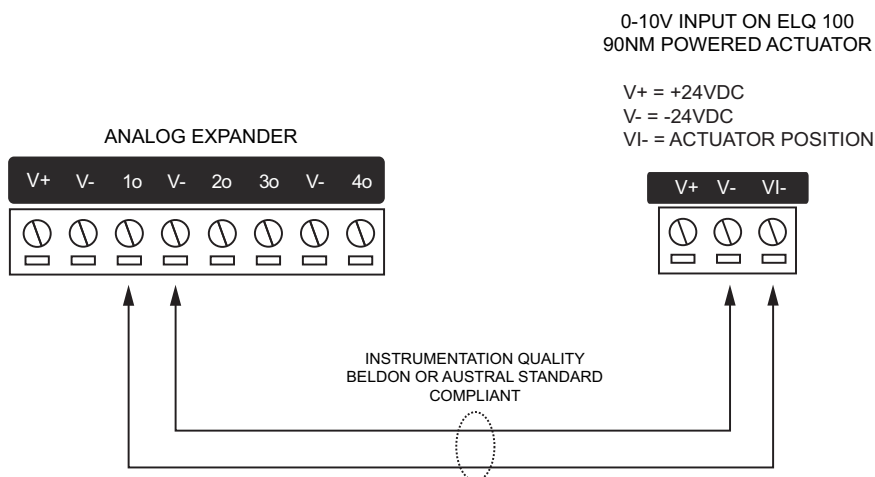 0-10V INPUT ON ELQ 100
90NM POWERED ACTUATOR
V+ = +24VDC
V- = -24VDC
VI- = ACTUATOR POSITION
ANALOG EXPANDER
V+ V- 1o V- 2o 3o V- 4o
V+ V- VI-
INSTRUMENTATION QUALITY
BELDON OR AUSTRAL STANDARD
COMPLIANT